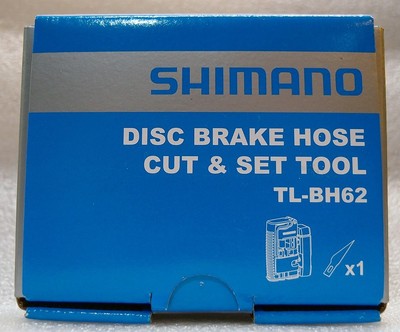 SHIMANO
DISC BRAKE HOSE
CUT & SET TOOL
TL-BH62
x1